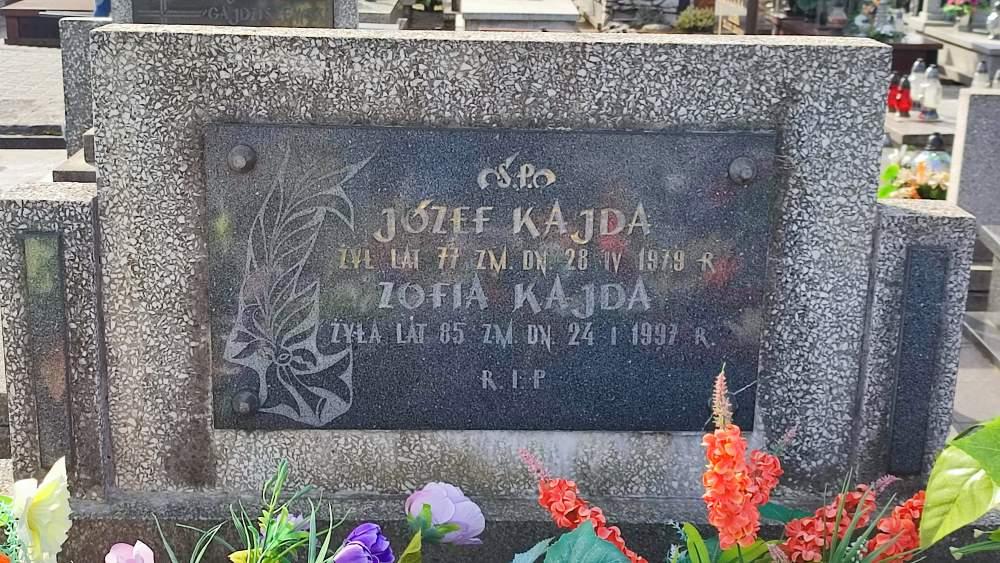 GAJDZIS
Ś.P.
JÓZEF KAJDA
ŻYŁ LAT 77 ZM. DN 28 IV 1979 R.
ZOFIA KAJDA
ŻYŁA LAT 85 ZM. DN 24 I 1997 R.
R.I.P